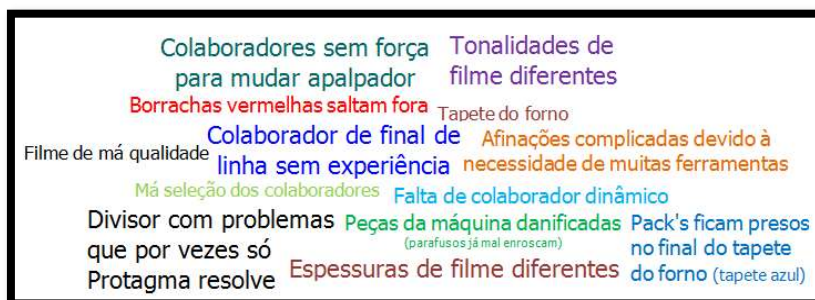 Colaboradores sem força
para mudar apalpador
Tonalidades de
filme diferentes
Borrachas vermelhas saltam fora
Tapete do forno
Filme de má qualidade
Colaborador de final de
linha sem experiência
Afinações complicadas devido à
necessidade de muitas ferramentas
Má seleção dos colaboradores
Falta de colaborador dinâmico
Divisor com problemas
que por vezes só
Protagma resolve
Peças da máquina danificadas
(parafusos já mal enroscam)
Pack's ficam presos
no final do tapete
do forno (tapete azul)
Espessuras de filme diferentes